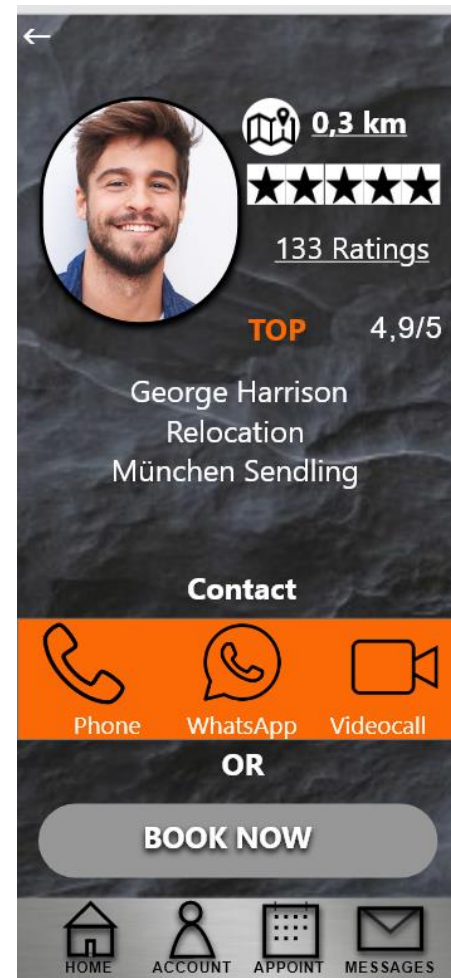 0,3 km
133 Ratings
TOP 4,9/5
George Harrison
Relocation
München Sendling
Contact
Phone WhatsApp Videocall
OR
BOOK NOW
HOME ACCOUNT APPOINT MESSAGES